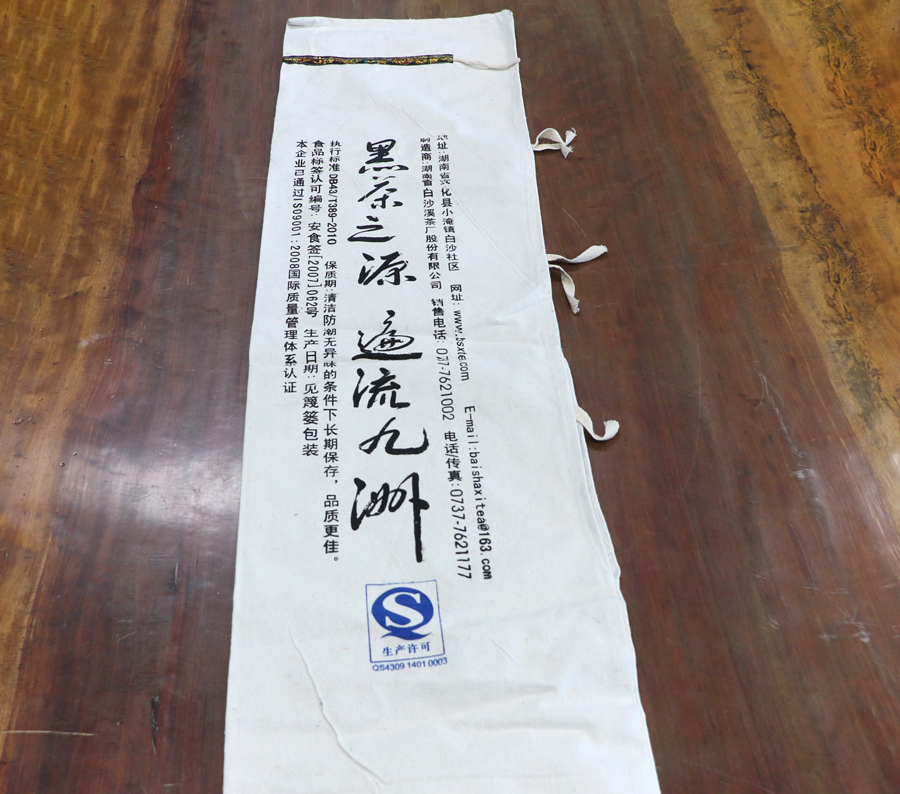 地址:湖南省安化县小淹镇白沙社区 网址:www.bsxte.com E-mail:baishaxitea@163.com
制造商:湖南省白沙溪茶厂股份有限公司 销售电话:0737-7621002 电话/传真:0737-7621177
黑茶之源 遍流九洲
执行标准 DB43/T389-2010 保质期:清洁防潮无异味的条件下长期保存，品质更佳。
食品标签认可编号:安食签[2007]062号 生产日期:见篾篓包装
本企业已通过ISO9001:2008国际质量管理体系认证
生产许可
QS4309 1401 0003